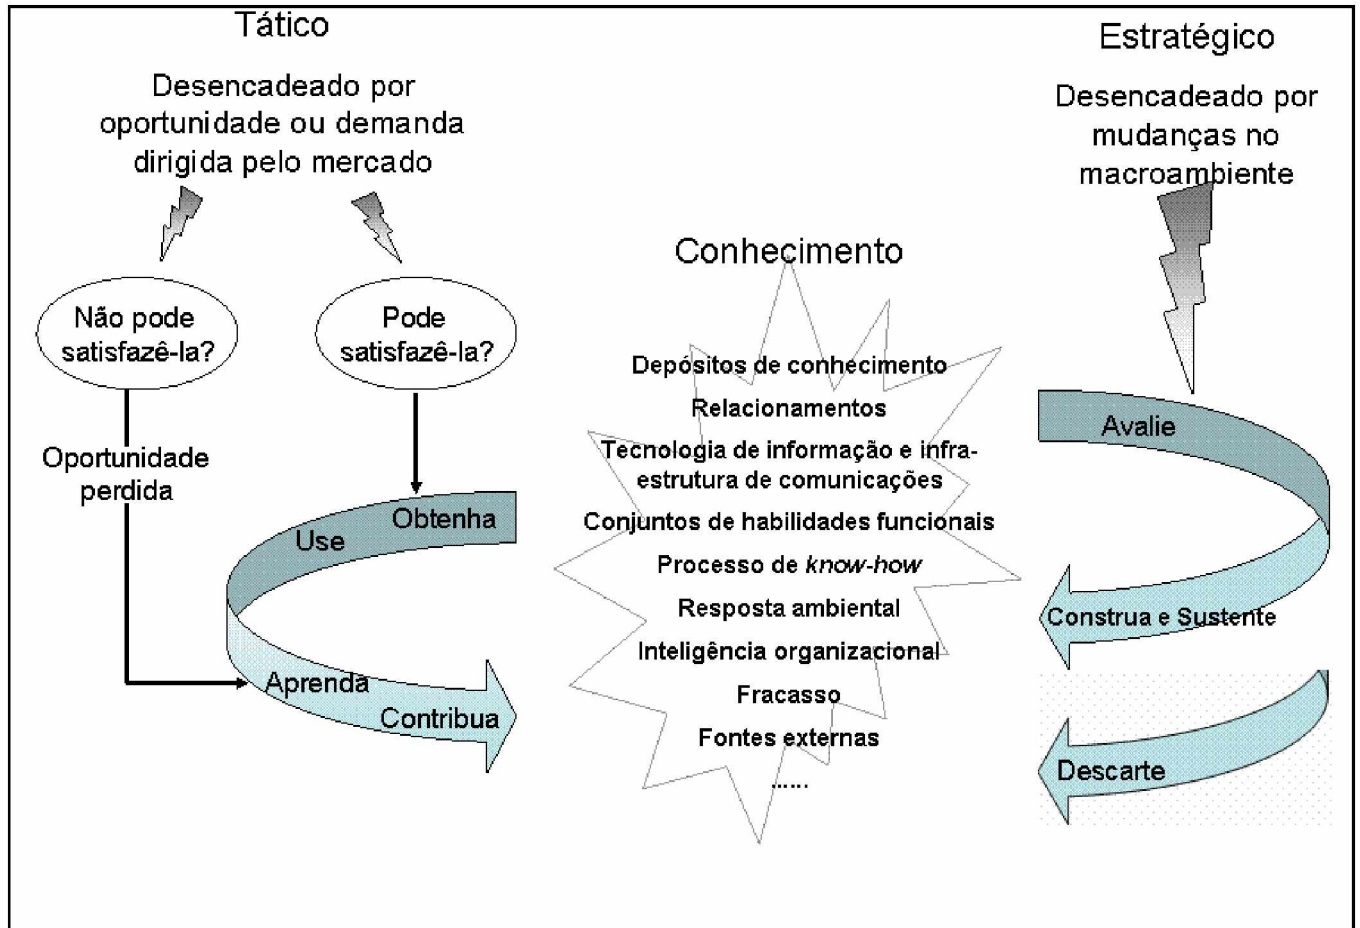 Tático
Desencadeado por
oportunidade ou demanda
dirigida pelo mercado
Não pode
satisfazê-la?
Pode
satisfazê-la?
Oportunidade
perdida
Obtenha
Use
Aprenda
Contribua
Conhecimento
Depósitos de conhecimento
Relacionamentos
Tecnologia de informação e infra-
estrutura de comunicações
Conjuntos de habilidades funcionais
Processo de know-how
Resposta ambiental
Inteligência organizacional
Fracasso
Fontes externas
......
Estratégico
Desencadeado por
mudanças no
macroambiente
Avalie
Construa e Sustente
Descarte